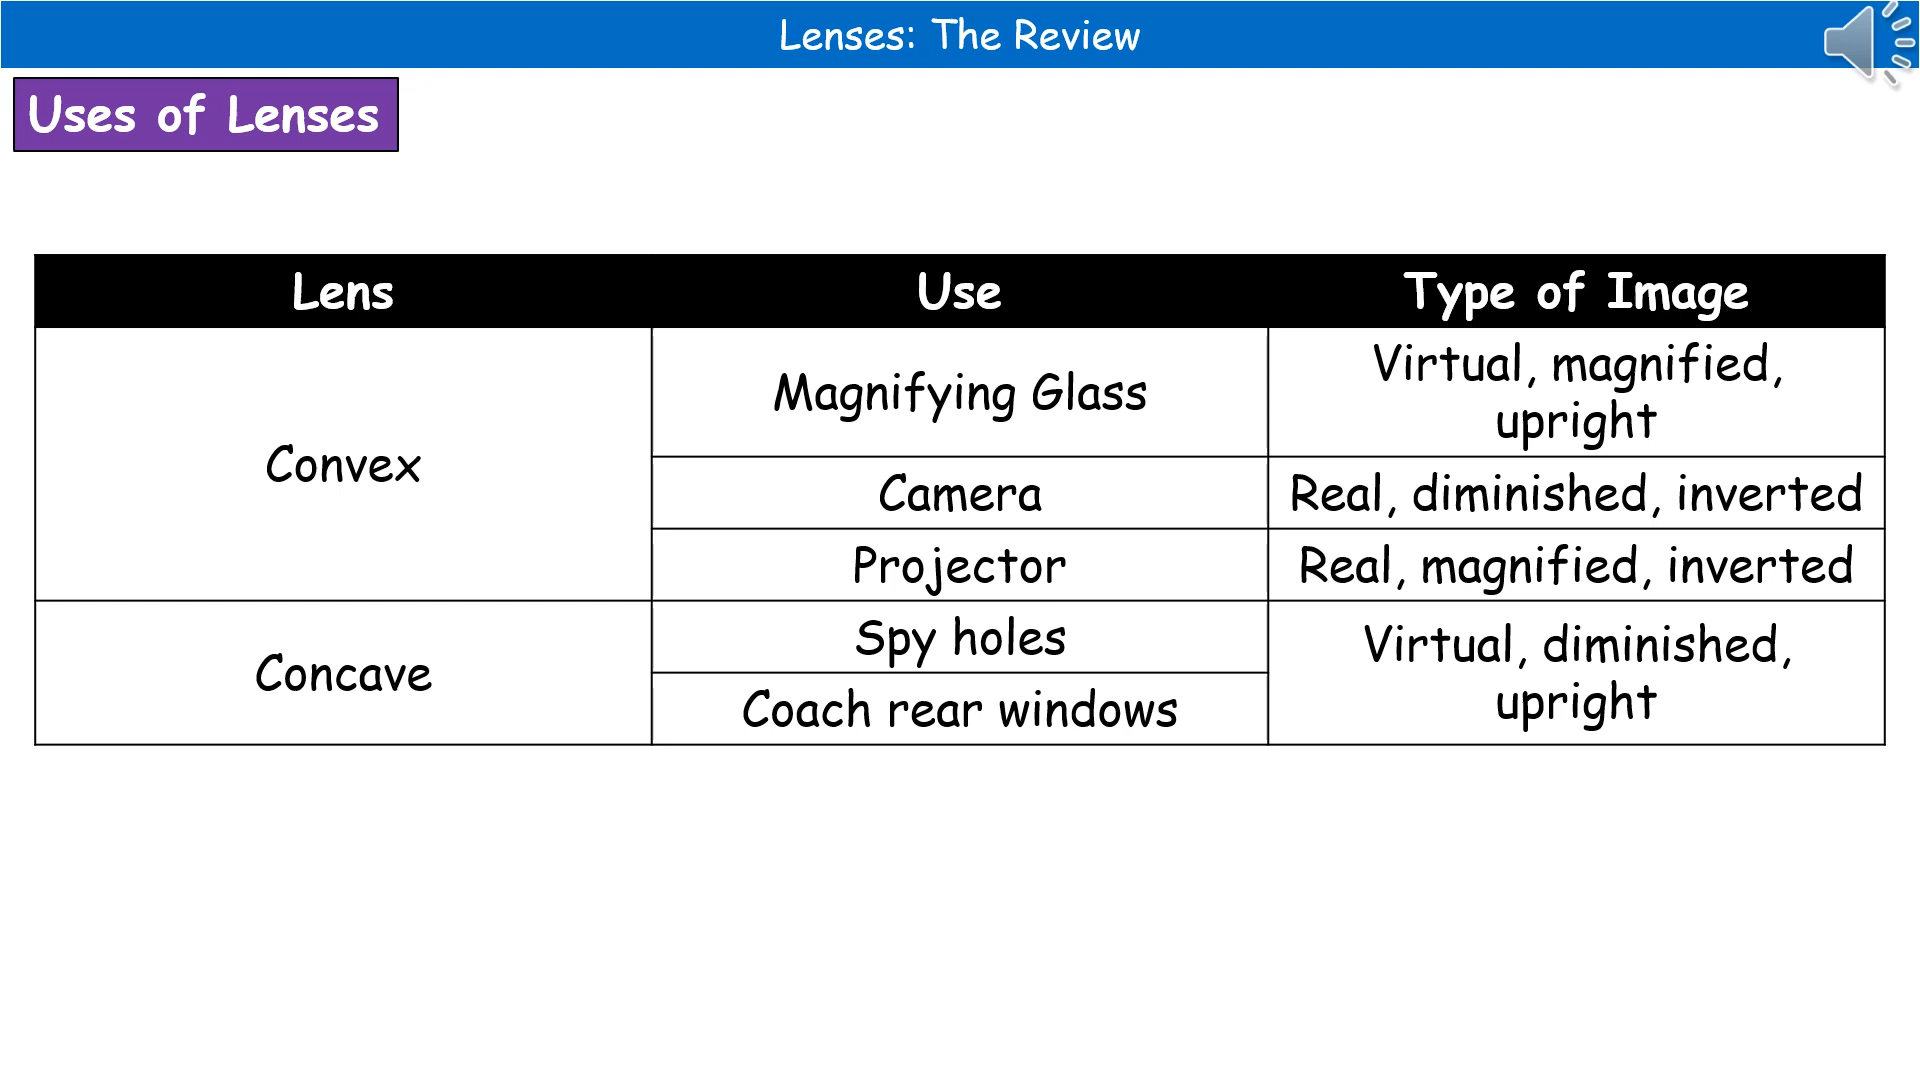 Lenses: The Review
Uses of Lenses
Lens Use Type of Image
Convex
Magnifying Glass
Virtual, magnified,
upright
Camera
Real, diminished, inverted
Projector
Real, magnified, inverted
Concave
Spy holes
Coach rear windows
Virtual, diminished,
upright